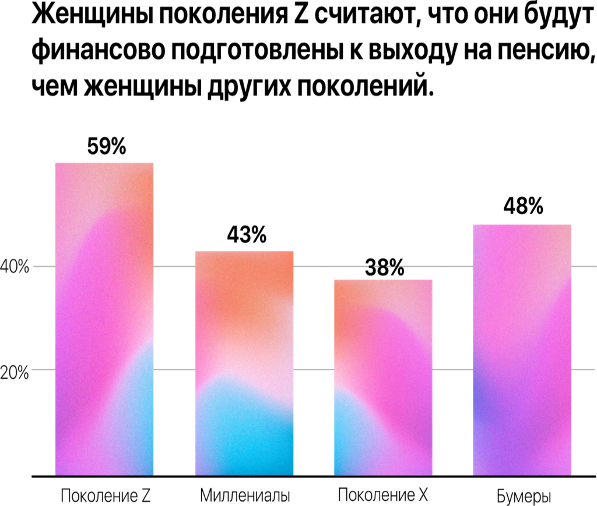 Женщины поколения Z считают, что они будут
финансово подготовлены к выходу на пенсию,
чем женщины других поколений.
59%
43%
38%
48%
40%
20%
Поколение Z
Миллениалы
Поколение X
Бумеры